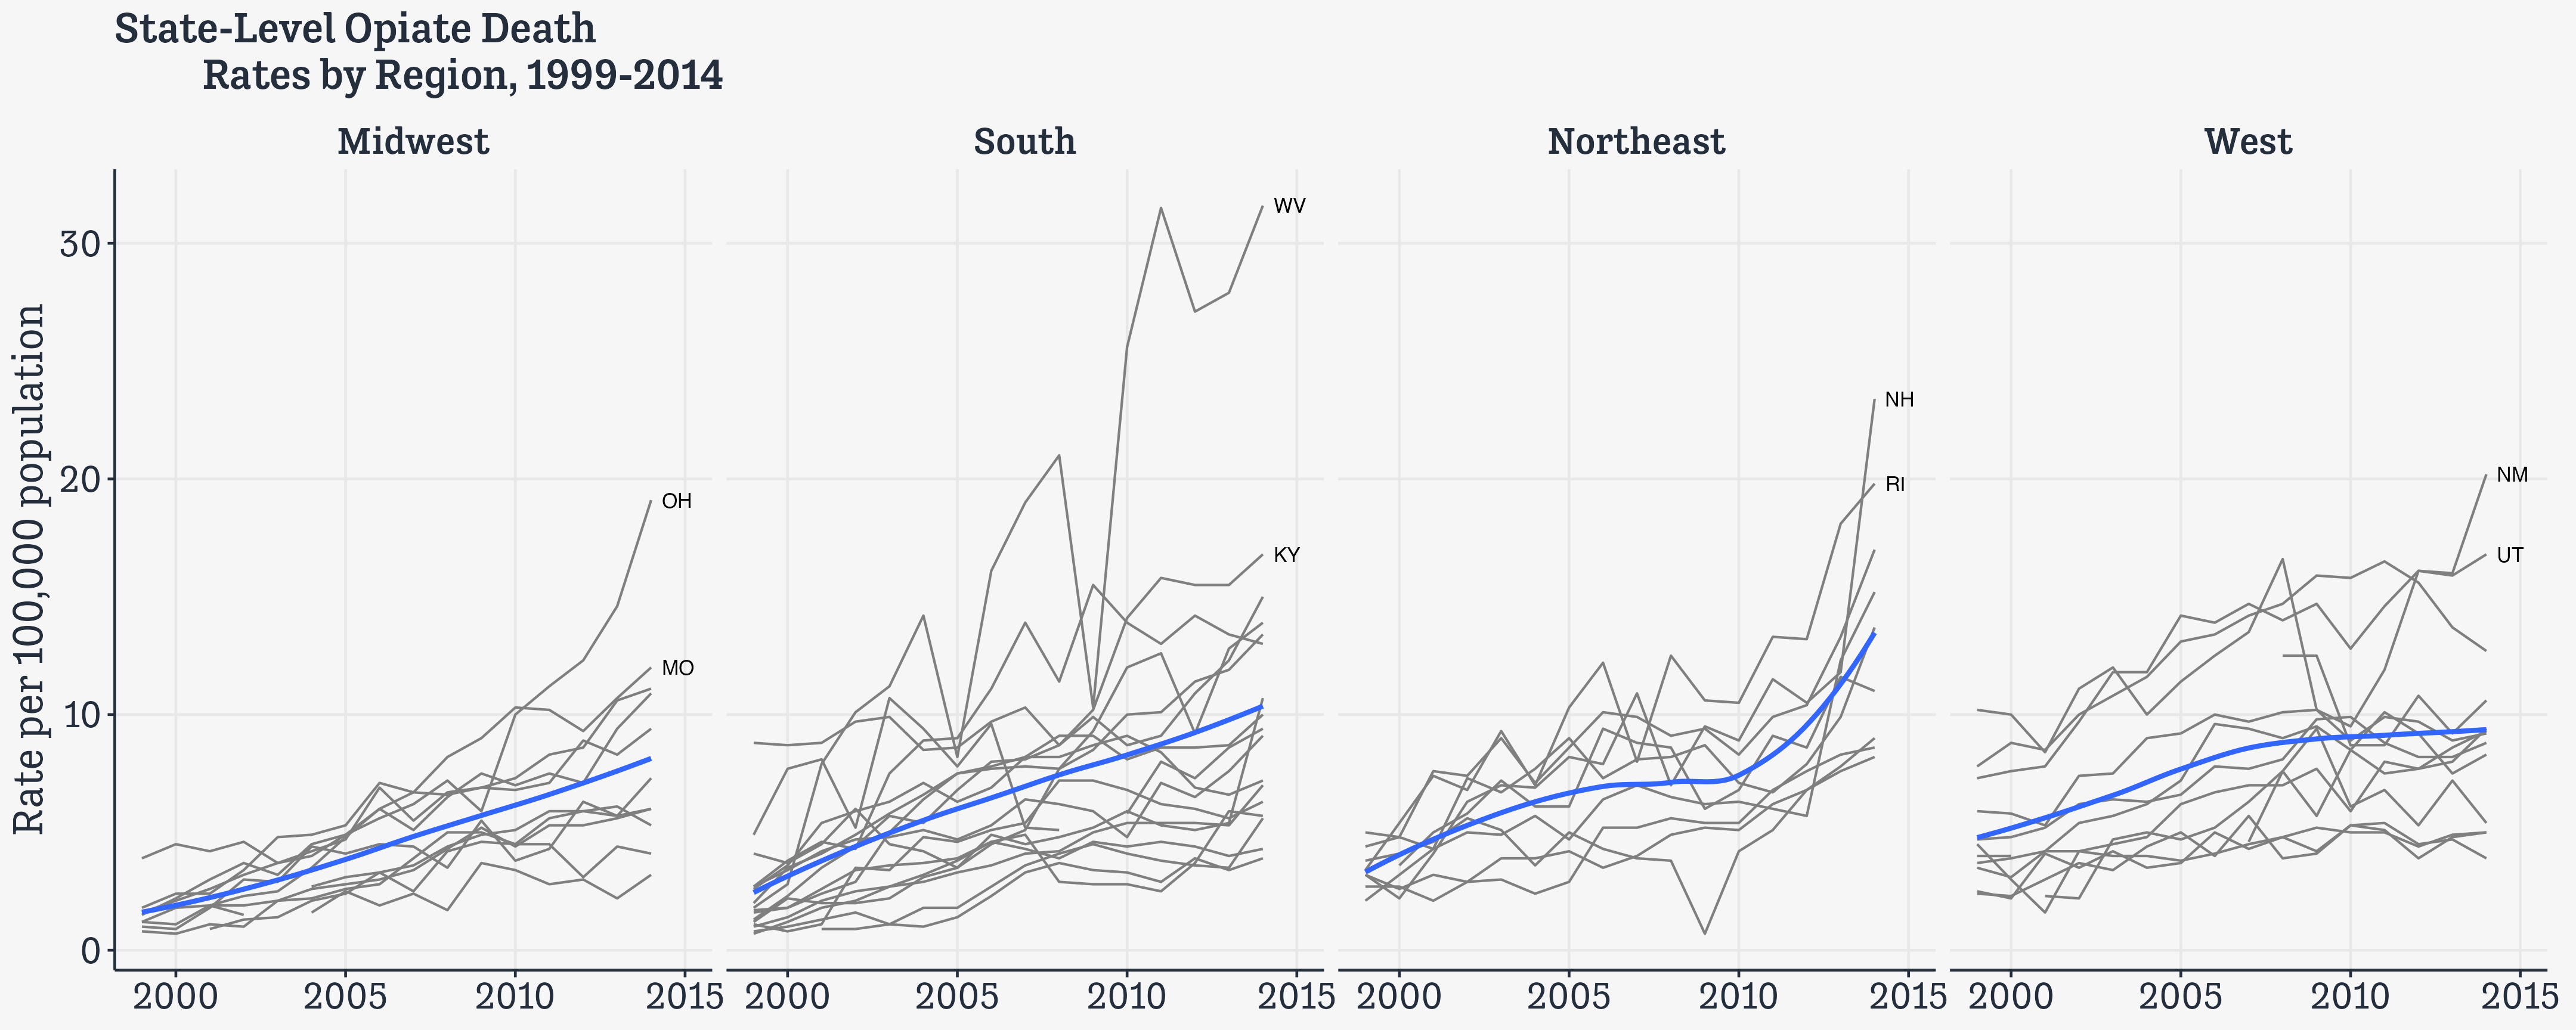 State-Level Opiate Death
Rates by Region, 1999-2014
Midwest
South
Northeast
West
Rate per 100,000 population
30
20
10
0
OH
MO
WV
KY
NH
RI
NM
UT
2000 2005 2010 2015
2000 2005 2010 2015
2000 2005 2010 2015
2000 2005 2010 2015